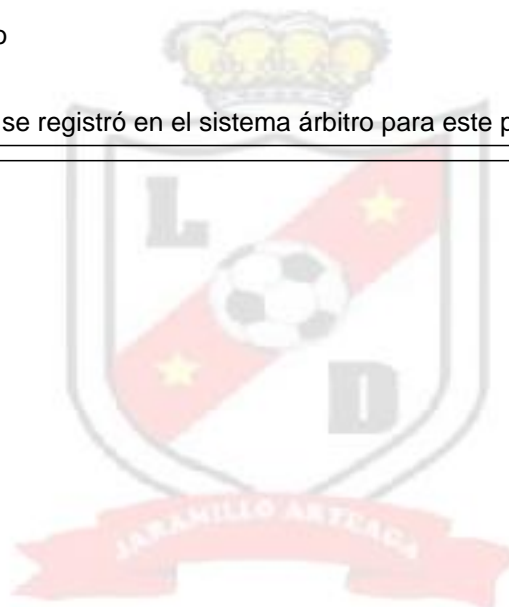 o
se registró en el sistema árbitro para este p
L
D
JARAMILLO ARTEAGA